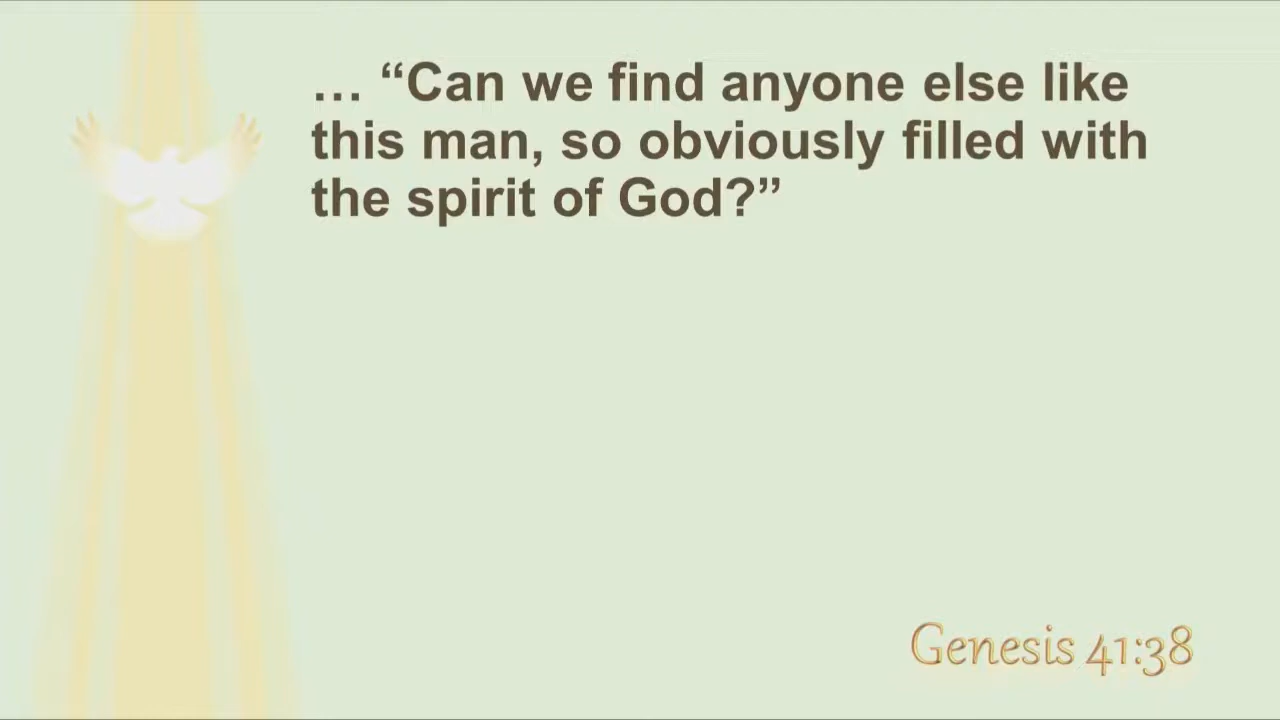 … “Can we find anyone else like
this man, so obviously filled with
the spirit of God?”
Genesis 41:38